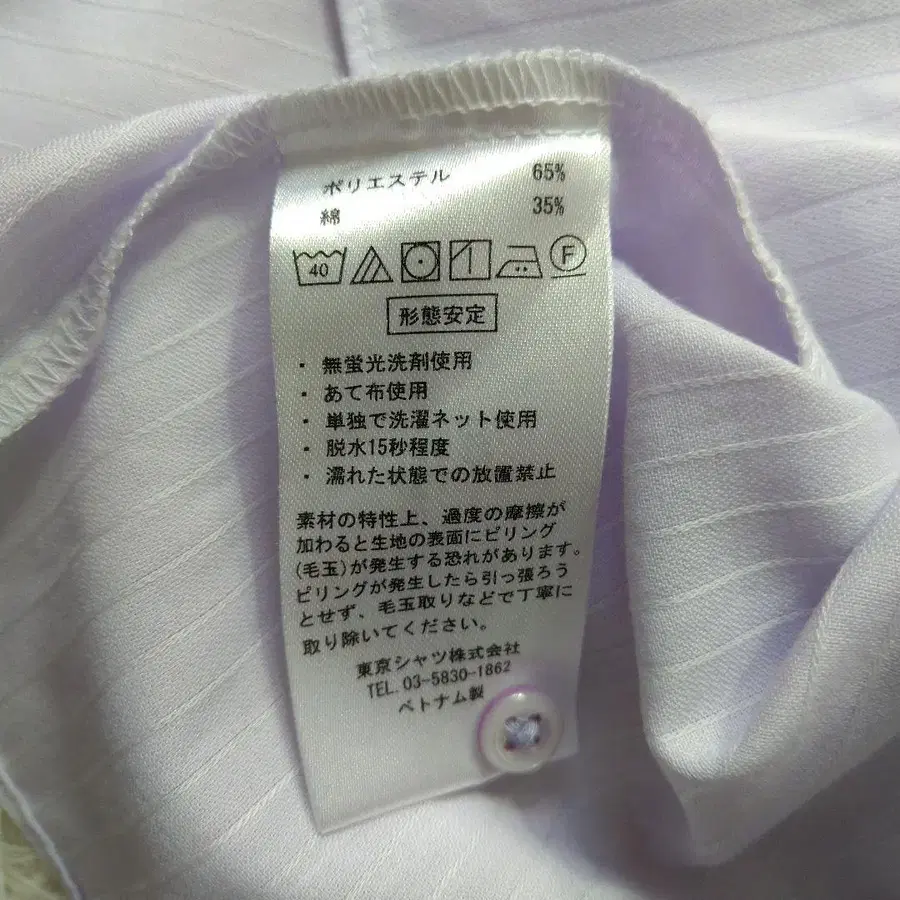 ポリエステル 65%
綿 35%
40 F
形態安定
・無蛍光洗剤使用
・あて布使用
・単独で洗濯ネット使用
・脱水15秒程度
・濡れた状態での放置禁止
素材の特性上、過度の摩擦が
加わると生地の表面にピリング
(毛玉)が発生する恐れがあります。
ピリングが発生したら引っ張ろう
とせず、毛玉取りなどで丁寧に
取り除いてください。
東京シャツ株式会社
TEL.03-5830-1862
ベトナム製